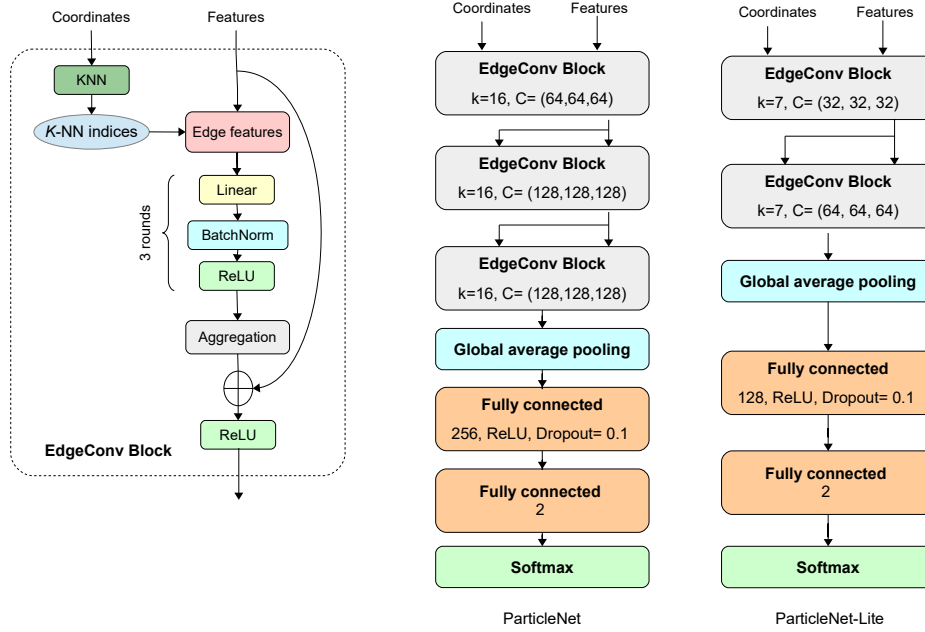 Coordinates
Features
KNN
K-NN indices
Edge features
Linear
BatchNorm
ReLU
3 rounds
Aggregation
ReLU
EdgeConv Block
Coordinates
Features
EdgeConv Block
k=16, C= (64,64,64)
EdgeConv Block
k=16, C= (128,128,128)
EdgeConv Block
k=16, C= (128,128,128)
Global average pooling
Fully connected
256, ReLU, Dropout= 0.1
Fully connected
2
Softmax
ParticleNet
Coordinates
Features
EdgeConv Block
k=7, C= (32, 32, 32)
EdgeConv Block
k=7, C= (64, 64, 64)
Global average pooling
Fully connected
128, ReLU, Dropout= 0.1
Fully connected
2
Softmax
ParticleNet-Lite